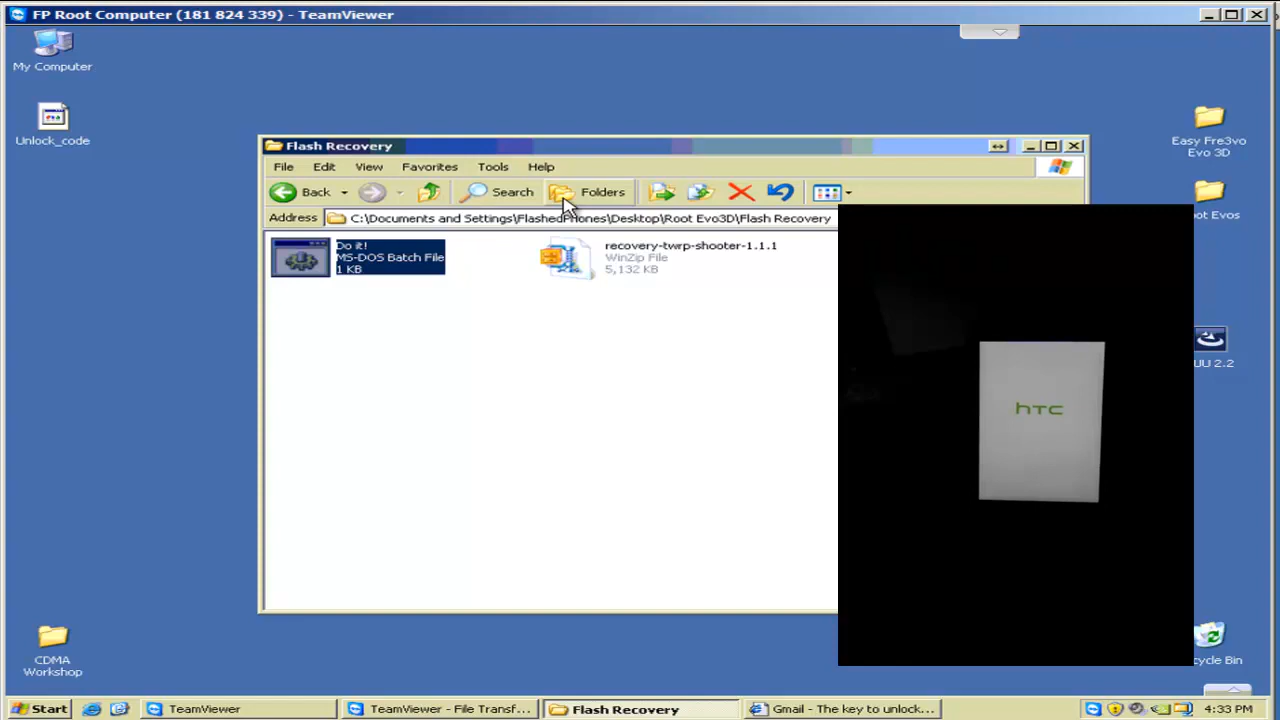 FP Root Computer (181 824 339) - TeamViewer
My Computer
Unlock_code
Easy Fre3vo
Evo 3D
oot Evos
UU 2.2
Flash Recovery
File Edit View Favorites Tools Help
Back Search Folders
Address C:\Documents and Settings\FlashedPhones\Desktop\Root Evo3D\Flash Recovery
Do it!
MS-DOS Batch File
1 KB
recovery-twrp-shooter-1.1.1
WinZip File
5,132 KB
hTC
CDMA
Workshop
cycle Bin
Start TeamViewer TeamViewer - File Transf... Flash Recovery Gmail - The key to unlock... 4:33 PM